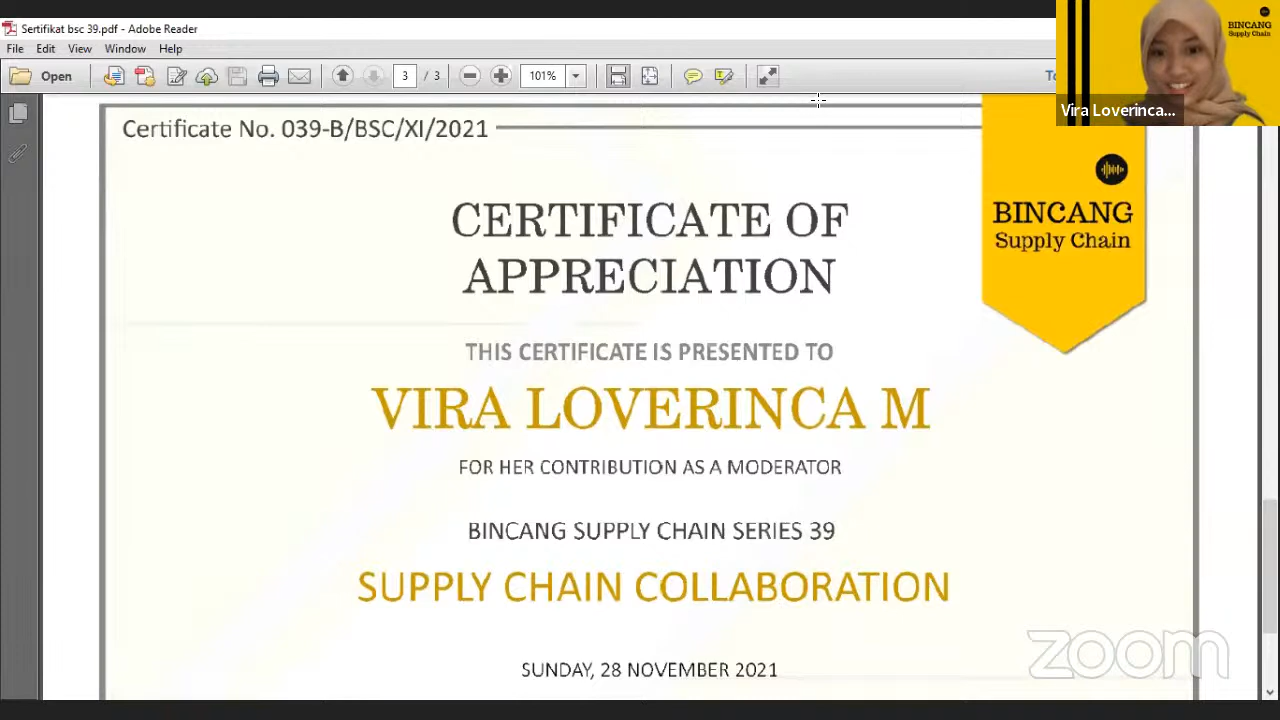 Sertifikat bsc 39.pdf - Adobe Reader
File Edit View Window Help
Open 3 / 3 101%
BINCANG
Supply Chain
Vira Loverinca...
Certificate No. 039-B/BSC/XI/2021
BINCANG
Supply Chain
CERTIFICATE OF
APPRECIATION
THIS CERTIFICATE IS PRESENTED TO
VIRA LOVERINCA M
FOR HER CONTRIBUTION AS A MODERATOR
BINCANG SUPPLY CHAIN SERIES 39
SUPPLY CHAIN COLLABORATION
SUNDAY, 28 NOVEMBER 2021
zoom